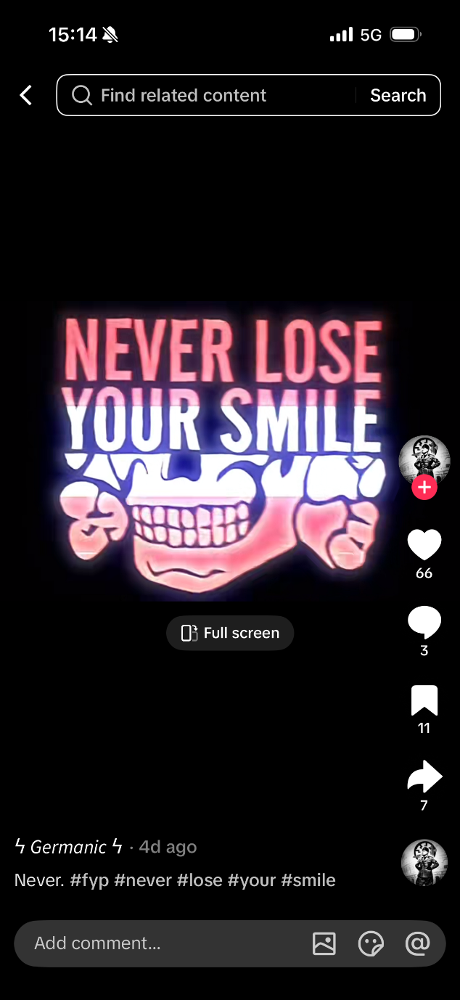 15:14
5G
Find related content
Search
NEVER LOSE
YOUR SMILE
66
3
Full screen
11
7
ϟ Germanic ϟ · 4d ago
Never. #fyp #never #lose #your #smile
Add comment...